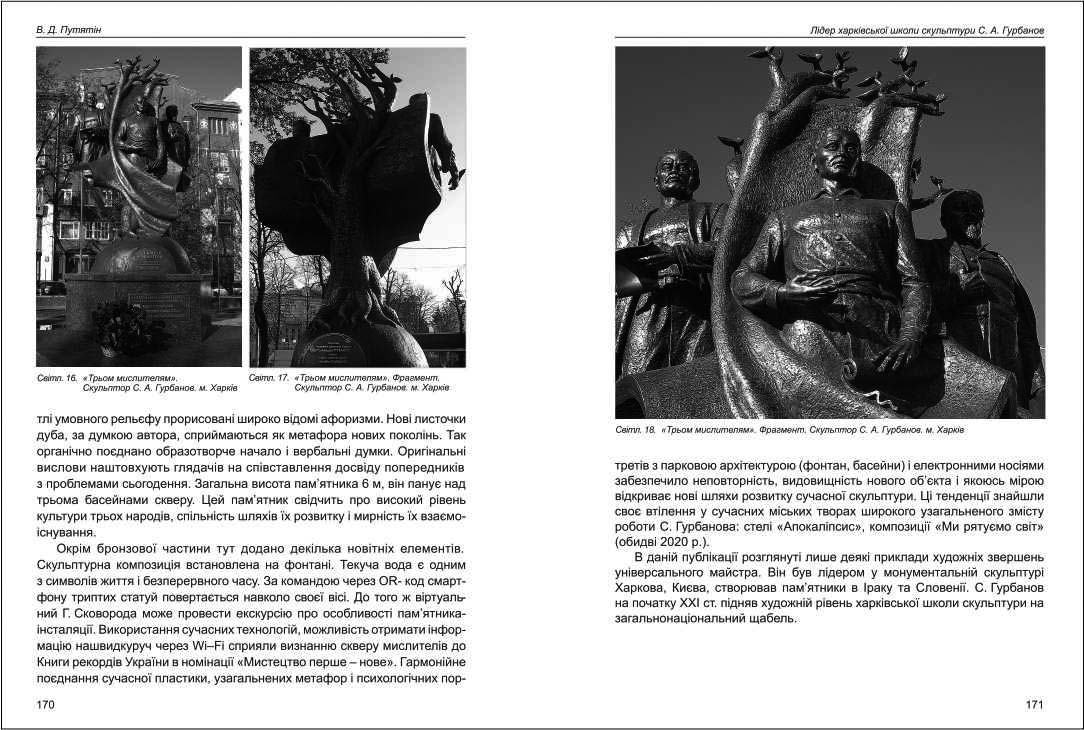 В. Д. Путятін
Світл. 16. «Трьом мислителям».
Скульптор С. А. Гурбанов. м. Харків
Світл. 17. «Трьом мислителям». Фрагмент.
Скульптор С. А. Гурбанов. м. Харків
тлі умовного рельєфу прорисовані широко відомі афоризми. Нові листочки
дуба, за думкою автора, сприймаються як метафора нових поколінь. Так
органічно поєднано образотворче начало і вербальні думки. Оригінальні
вислови наштовхують глядачів на співставлення досвіду попередників
з проблемами сьогодення. Загальна висота пам’ятника 6 м, він панує над
трьома басейнами скверу. Цей пам’ятник свідчить про високий рівень
культури трьох народів, спільність шляхів їх розвитку і мирність їх взаємо-
існування.
Окрім бронзової частини тут додано декілька новітніх елементів.
Скульптурна композиція встановлена на фонтані. Текуча вода є одним
з символів життя і безперервного часу. За командою через OR- код смарт-
фону триптих статуй повертається навколо своєї вісі. До того ж віртуаль-
ний Г. Сковорода може провести екскурсію про особливості пам’ятника-
інсталяції. Використання сучасних технологій, можливість отримати інфор-
мацію нашвидкуруч через Wi–Fi сприяли визнанню скверу мислителів до
Книги рекордів України в номінації «Мистецтво перше – нове». Гармонійне
поєднання сучасної пластики, узагальнених метафор і психологічних пор-
170
Лідер харківської школи скульптури С. А. Гурбанов
Світл. 18. «Трьом мислителям». Фрагмент. Скульптор С. А. Гурбанов. м. Харків
третів з парковою архітектурою (фонтан, басейни) і електронними носіями
забезпечило неповторність, видовищність нового об’єкта і якоюсь мірою
відкриває нові шляхи розвитку сучасної скульптури. Ці тенденції знайшли
своє втілення у сучасних міських творах широкого узагальненого змісту
роботи С. Гурбанова: стелі «Апокаліпсис», композиції «Ми рятуємо світ»
(обидві 2020 р.).
В даній публікації розглянуті лише деякі приклади художніх звершень
універсального майстра. Він був лідером у монументальній скульптурі
Харкова, Києва, створював пам’ятники в Іраку та Словенії. С. Гурбанов
на початку XXI ст. підняв художній рівень харківської школи скульптури на
загальнонаціональний щабель.
171